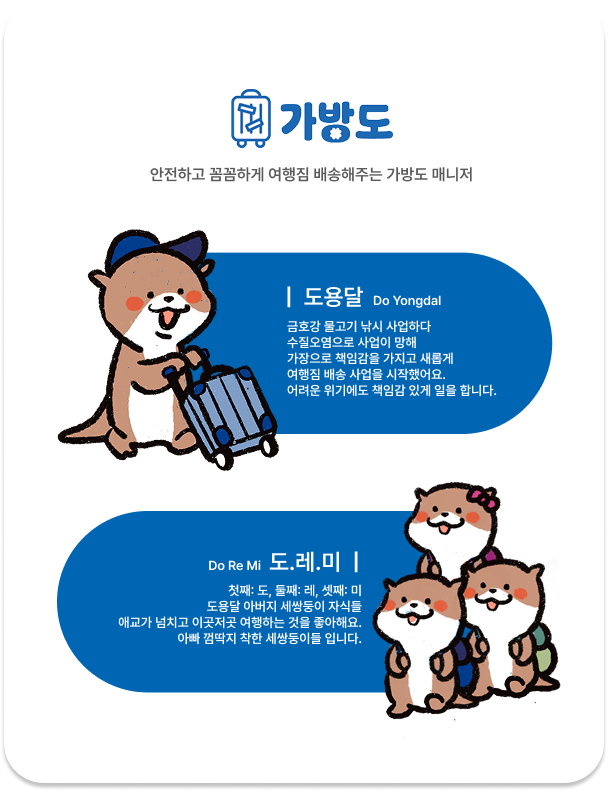 가방도
안전하고 꼼꼼하게 여행짐 배송해주는 가방도 매니저
| 도용달 Do Yongdal
금호강 물고기 낚시 사업하다
수질오염으로 사업이 망해
가장으로 책임감을 가지고 새롭게
여행짐 배송 사업을 시작했어요.
어려운 위기에도 책임감 있게 일을 합니다.
Do Re Mi 도.레.미 |
첫째: 도, 둘째: 레, 셋째: 미
도용달 아버지 세쌍둥이 자식들
애교가 넘치고 이곳저곳 여행하는 것을 좋아해요.
아빠 껌딱지 착한 세쌍둥이들 입니다.